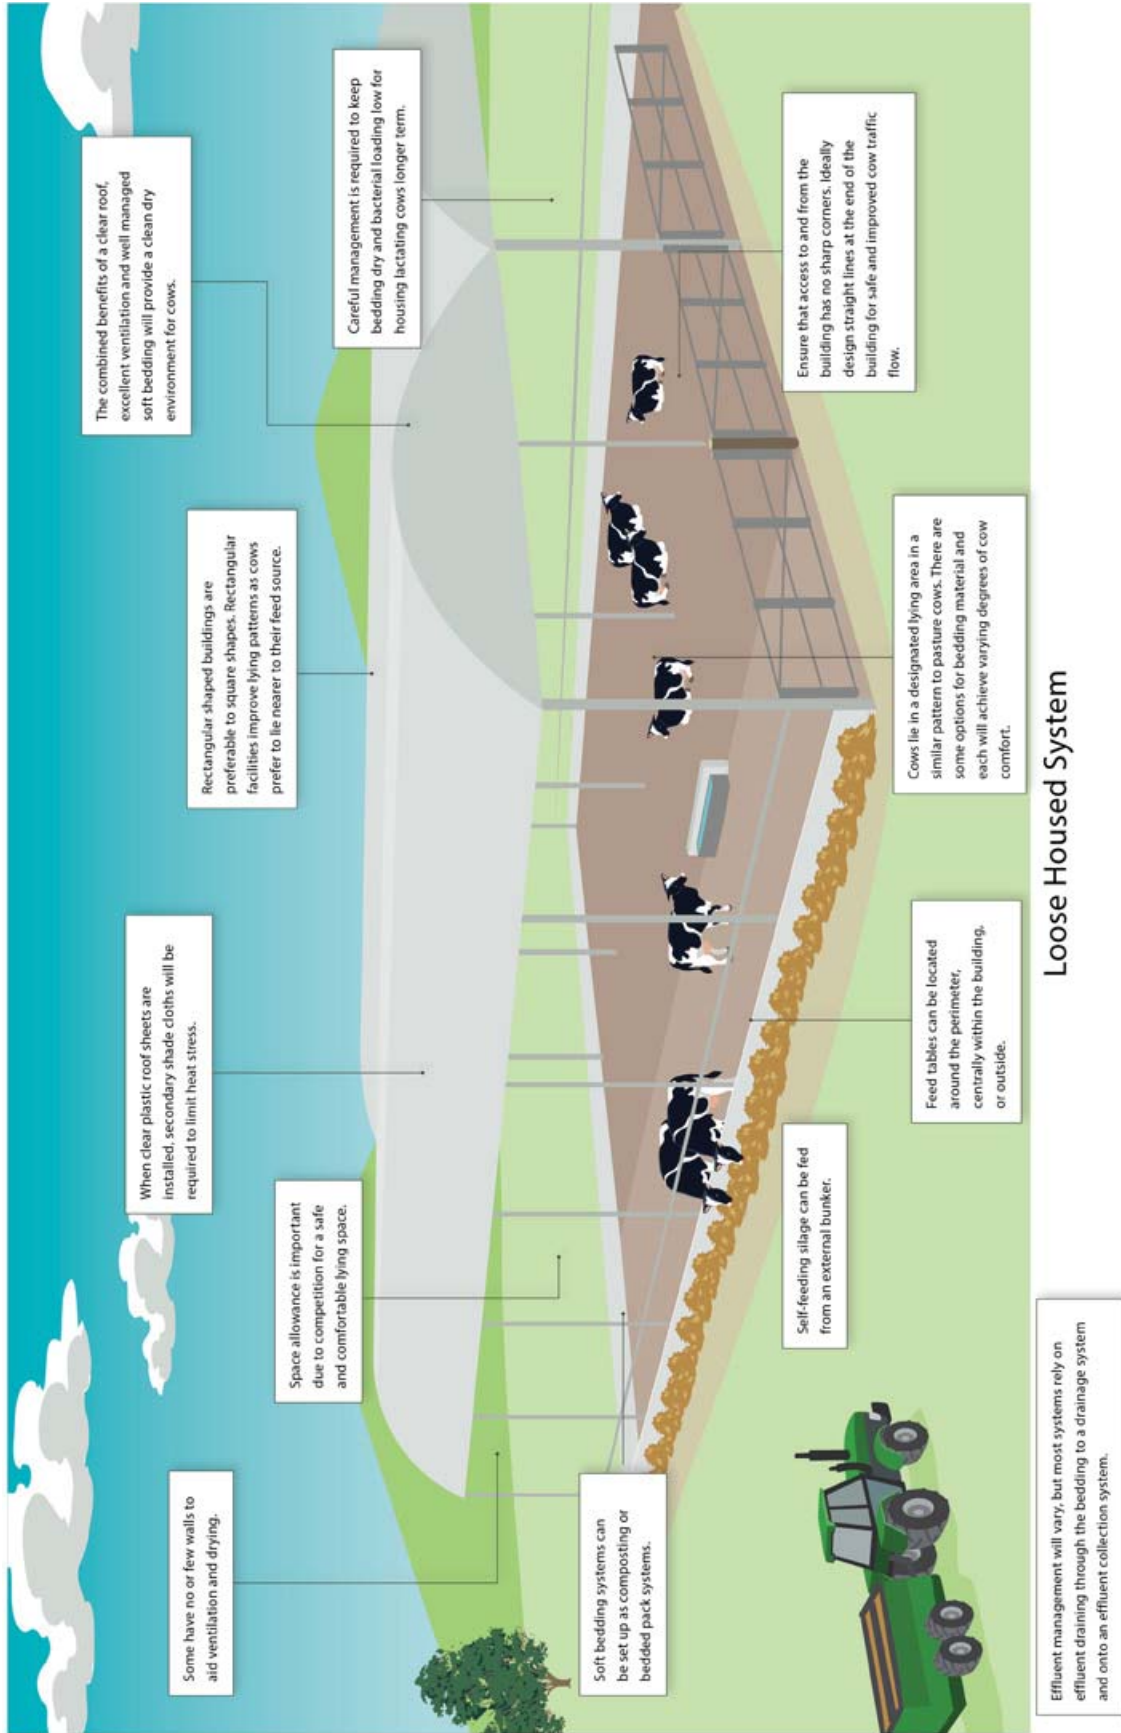 Some have no or few walls to
aid ventilation and drying.
Space allowance is important
due to competition for a safe
and comfortable lying space.
When clear plastic roof sheets are
installed, secondary shade cloths will be
required to limit heat stress.
Rectangular shaped buildings are
preferable to square shapes. Rectangular
facilities improve lying patterns as cows
prefer to lie nearer to their feed source.
The combined benefits of a clear roof,
excellent ventilation and well managed
soft bedding will provide a clean dry
environment for cows.
Careful management is required to keep
bedding dry and bacterial loading low for
housing lactating cows longer term.
Soft bedding systems can
be set up as composting or
bedded pack systems.
Self-feeding silage can be fed
from an external bunker.
Feed tables can be located
around the perimeter,
centrally within the building,
or outside.
Cows lie in a designated lying area in a
similar pattern to pasture cows. There are
some options for bedding material and
each will achieve varying degrees of cow
comfort.
Ensure that access to and from the
building has no sharp corners. Ideally
design straight lines at the end of the
building for safe and improved cow traffic
flow.
Effluent management will vary, but most systems rely on
effluent draining through the bedding to a drainage system
and onto an effluent collection system.
Loose Housed System